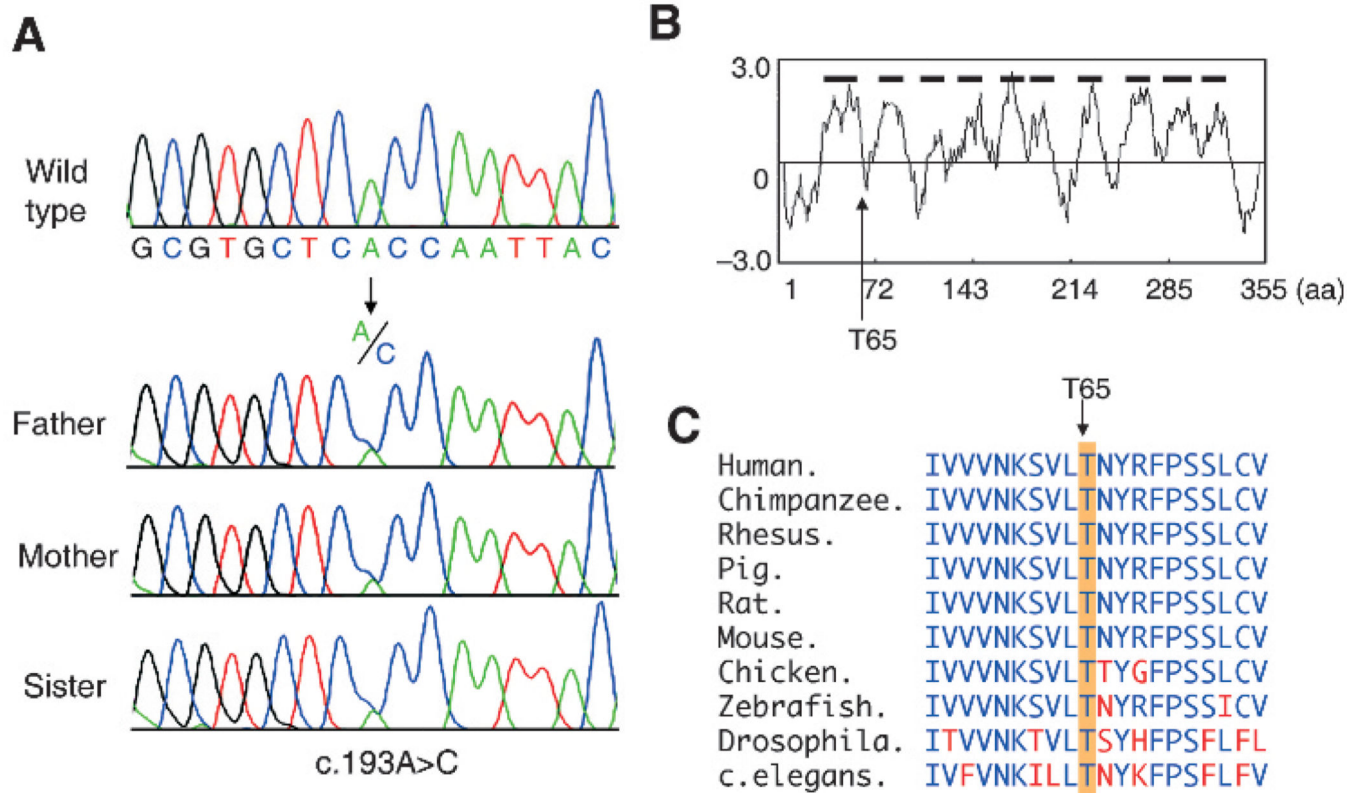 A
Wild
type
G C G T G C T C A C C A A T T A C
A/C
Father
Mother
Sister
c.193A>C
B
3.0
0
–3.0
1 72 143 214 285 355 (aa)
T65
C
T65
Human. IVVVNKSVLTNYRFPSSLCV
Chimpanzee. IVVVNKSVLTNYRFPSSLCV
Rhesus. IVVVNKSVLTNYRFPSSLCV
Pig. IVVVNKSVLTNYRFPSSLCV
Rat. IVVVNKSVLTNYRFPSSLCV
Mouse. IVVVNKSVLTNYRFPSSLCV
Chicken. IVVVNKSVLTTYGFPSSLCV
Zebrafish. IVVVNKSVLTNYRFPSSICV
Drosophila. ITVVNKTVLTSYHFPSFLFL
c.elegans. IVFVNKILLTNYKFPSFLFV